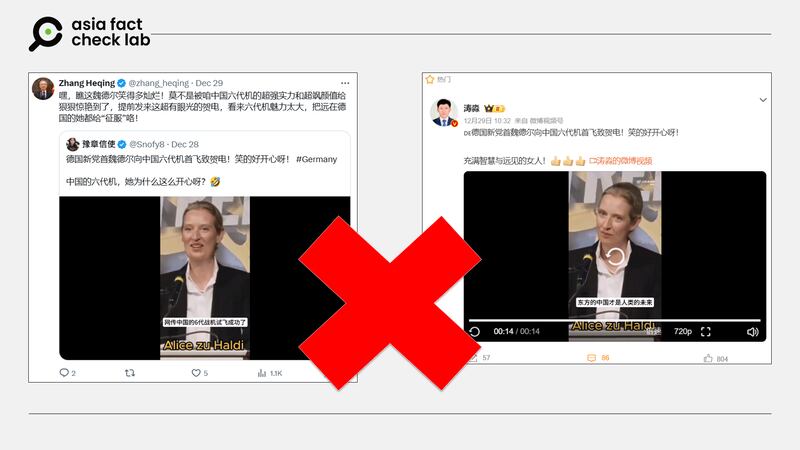 asia fact
check lab
Zhang Heqing @zhang_heqing · Dec 29
嘿，瞧这魏德尔笑得多灿烂！莫不是被咱中国六代机的超强实力和超飒颜值给
狠狠惊艳到了，提前发来这超有眼光的贺电，看来六代机魅力太大，把远在德
国的她都给“征服”咯！
豫章信使 @Snofy8 · Dec 28
德国新党首魏德尔向中国六代机首飞致贺电！笑的好开心呀！ #Germany
中国的六代机，她为什么这么开心呀？🤣
网传中国的6代战机试飞成功了
Alice zu Haldi
2
5
1.1K
热门
涛淼
12月29日 10:32 来自 微博视频号
DE德国新党首魏德尔向中国六代机首飞致贺电！笑的好开心呀！
充满智慧与远见的女人！👍👍👍 涛淼的微博视频
东方的中国才是人类的未来
Alice zu Haldi
00:14 / 00:14
倍速
720p
57
86
804